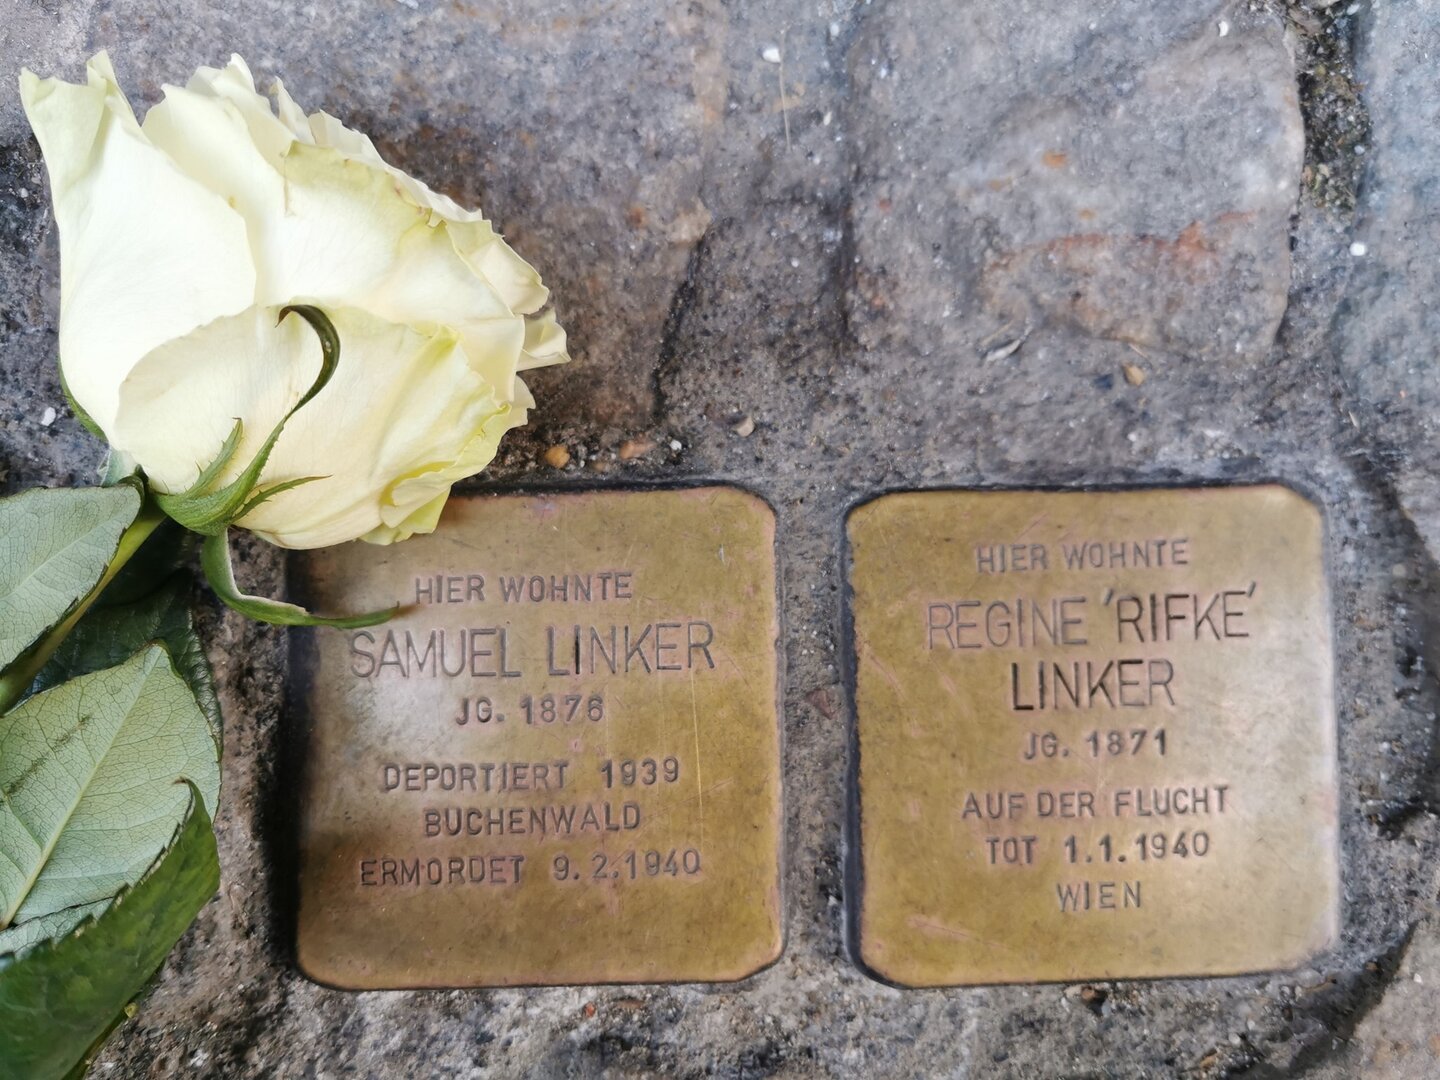 HIER WOHNTE
SAMUEL LINKER
JG. 1876
DEPORTIERT 1939
BUCHENWALD
ERMORDET 9.2.1940
HIER WOHNTE
REGINE 'RIFKE'
LINKER
JG. 1871
AUF DER FLUCHT
TOT 1.1.1940
WIEN